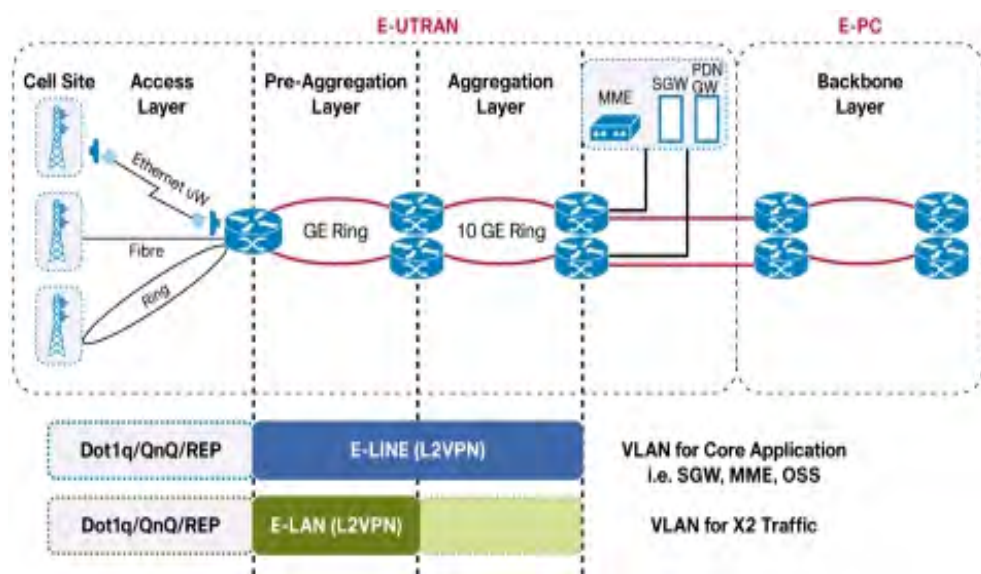 E-UTRAN
E-PC
Cell Site
Access
Layer
Pre-Aggregation
Layer
Aggregation
Layer
MME
SGW
PDN
GW
Backbone
Layer
Ethernet uW
Fibre
Ring
GE Ring
10 GE Ring
Dot1q/QnQ/REP
E-LINE (L2VPN)
VLAN for Core Application
i.e. SGW, MME, OSS
Dot1q/QnQ/REP
E-LAN (L2VPN)
VLAN for X2 Traffic